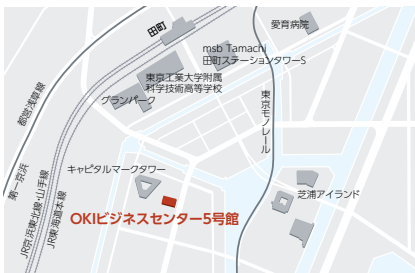 田町
愛育病院
msb Tamachi
田町ステーションタワーS
東京工業大学附属
科学技術高等学校
グランパーク
都営浅草線
東京モノレール
第一京浜
キャピタルマークタワー
芝浦アイランド
OKIビジネスセンター5号館
JR京浜東北線・山手線
JR東海道本線